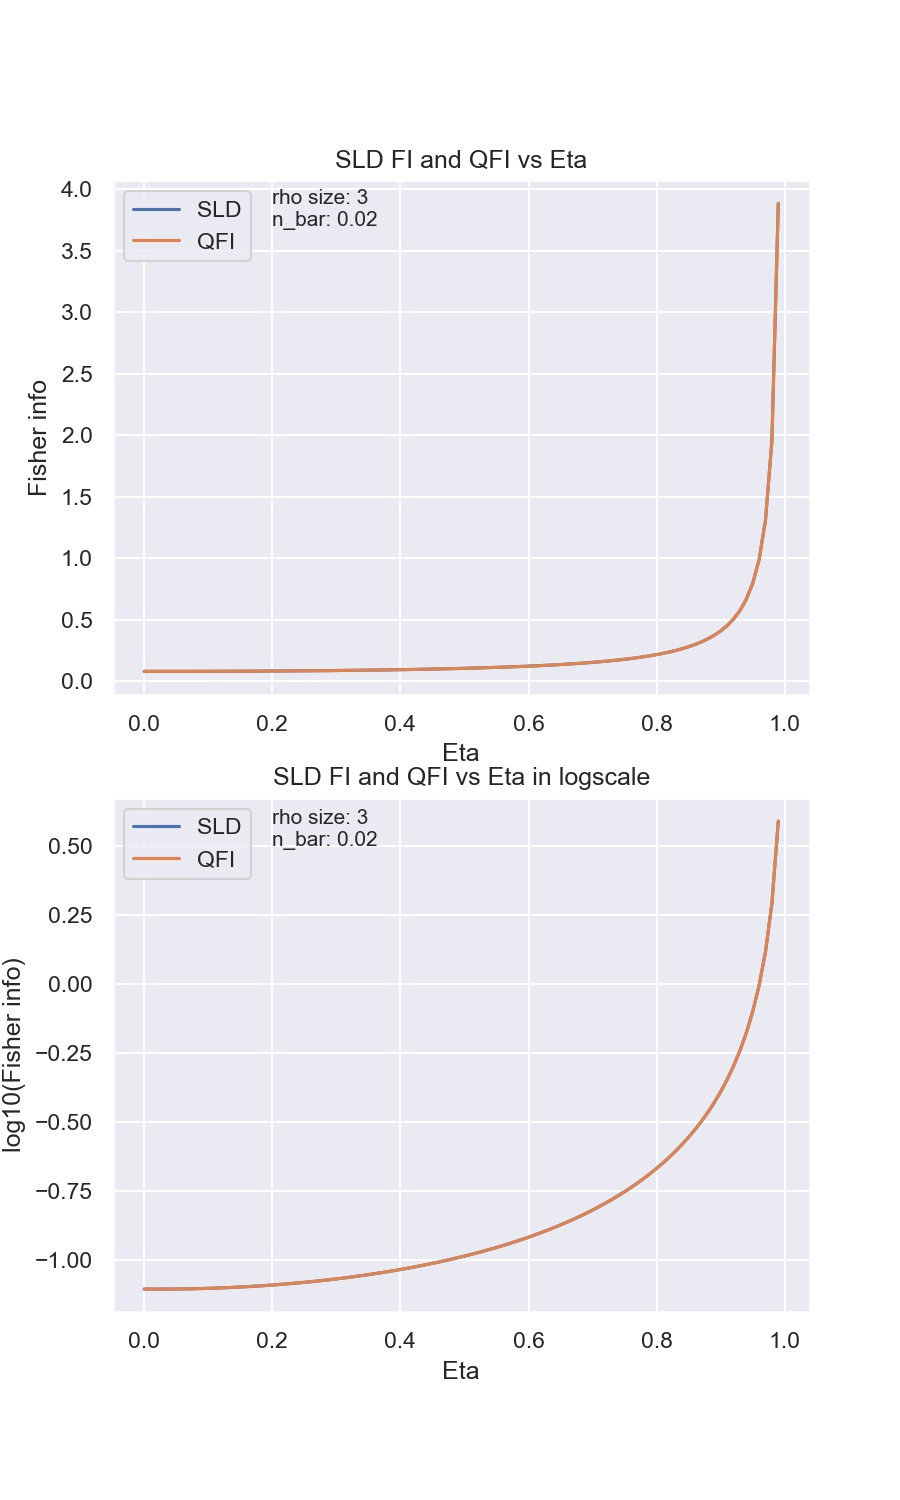 SLD FI and QFI vs Eta
4.0
3.5
3.0
2.5
2.0
1.5
1.0
0.5
0.0
Fisher info
SLD
QFI
rho size: 3
n_bar: 0.02
0.0 0.2 0.4 0.6 0.8 1.0
Eta
SLD FI and QFI vs Eta in logscale
0.50
0.25
0.00
−0.25
−0.50
−0.75
−1.00
log10(Fisher info)
SLD
QFI
rho size: 3
n_bar: 0.02
0.0 0.2 0.4 0.6 0.8 1.0
Eta